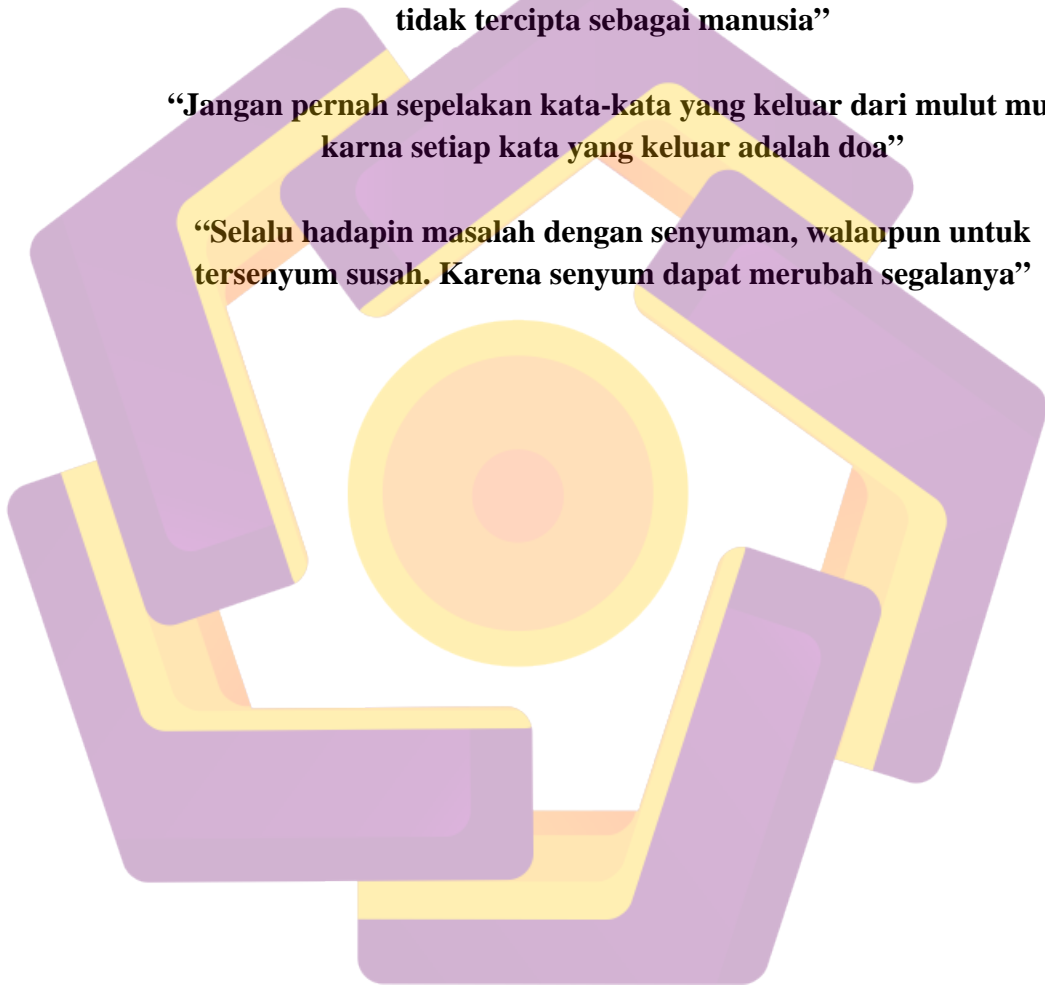 tidak tercipta sebagai manusia”
“Jangan pernah sepelakan kata-kata yang keluar dari mulut mu
karna setiap kata yang keluar adalah doa”
“Selalu hadapin masalah dengan senyuman, walaupun untuk
tersenyum susah. Karena senyum dapat merubah segalanya”